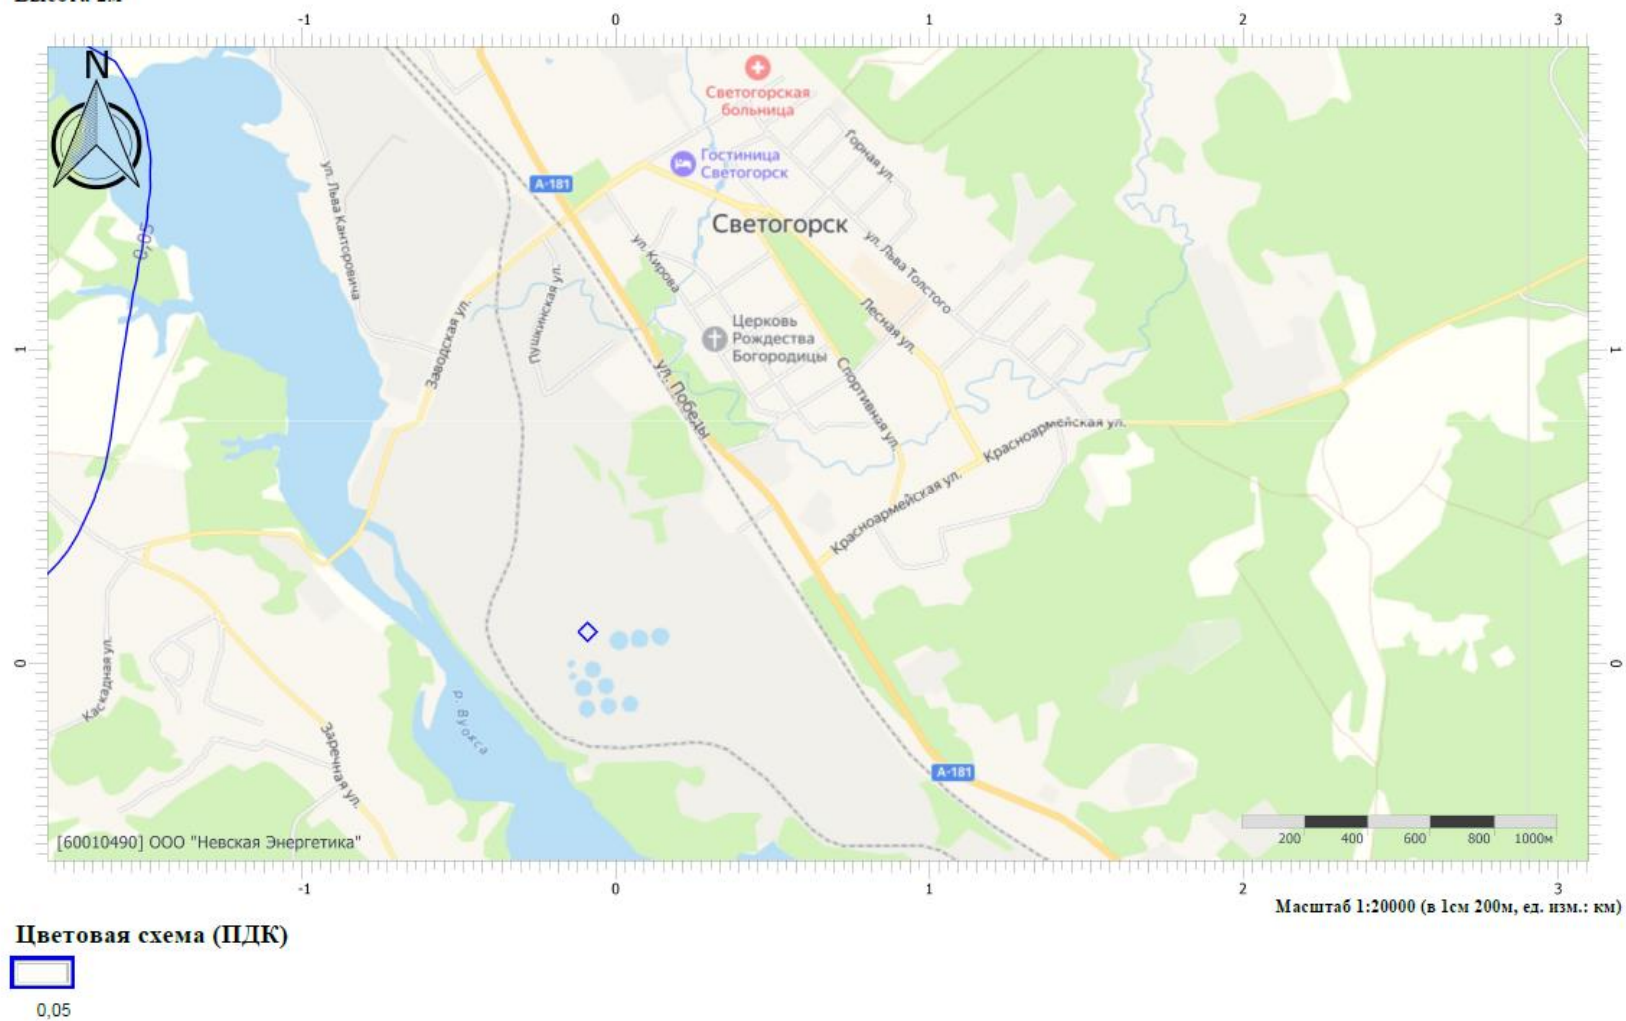 Высота 2м
-1 0 1 2 3
N
Светогорская
больница
Горная ул.
Гостиница
Светогорск
А-181
ул. Льва Канторовича
Светогорск
0,05
ул. Кирова
ул. Льва Толстого
Пушкинская ул.
Заводская ул.
Лесная ул.
Церковь
Рождества
Богородицы
1 1
ул. Победы
Спортивная ул.
Красноармейская ул.
Красноармейская ул.
0 0
Каскадная ул.
р. Вуокса
Заречная ул.
А-181
[60010490] ООО "Невская Энергетика"
200 400 600 800 1000м
-1 0 1 2 3
Масштаб 1:20000 (в 1см 200м, ед. изм.: км)
Цветовая схема (ПДК)
0,05